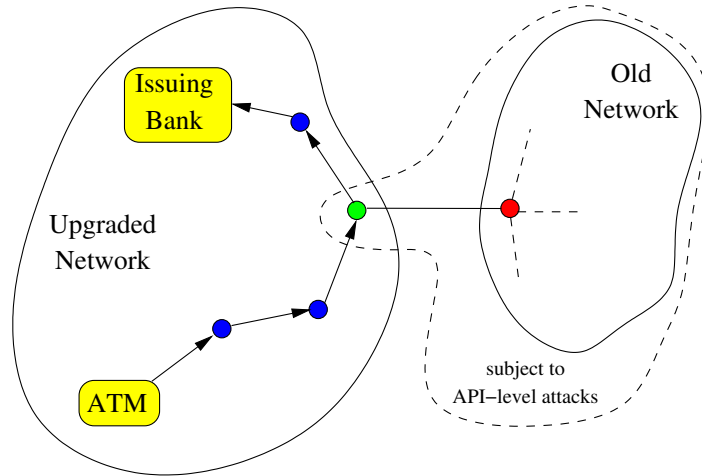 Issuing
Bank
Old
Network
Upgraded
Network
ATM
subject to
API−level attacks